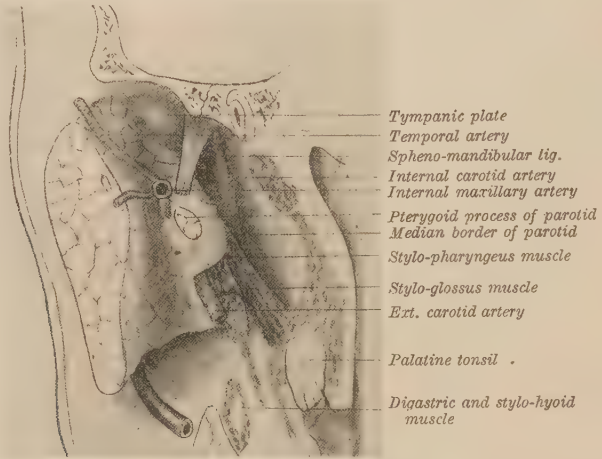 Tympanic plate
Temporal artery
Spheno-mandibular lig.
Internal carotid artery
Internal maxillary artery
Pterygoid process of parotid
Median border of parotid
Stylo-pharyngeus muscle
Stylo-glossus muscle
Ext. carotid artery
Palatine tonsil .
Digastric and stylo-hyoid
muscle